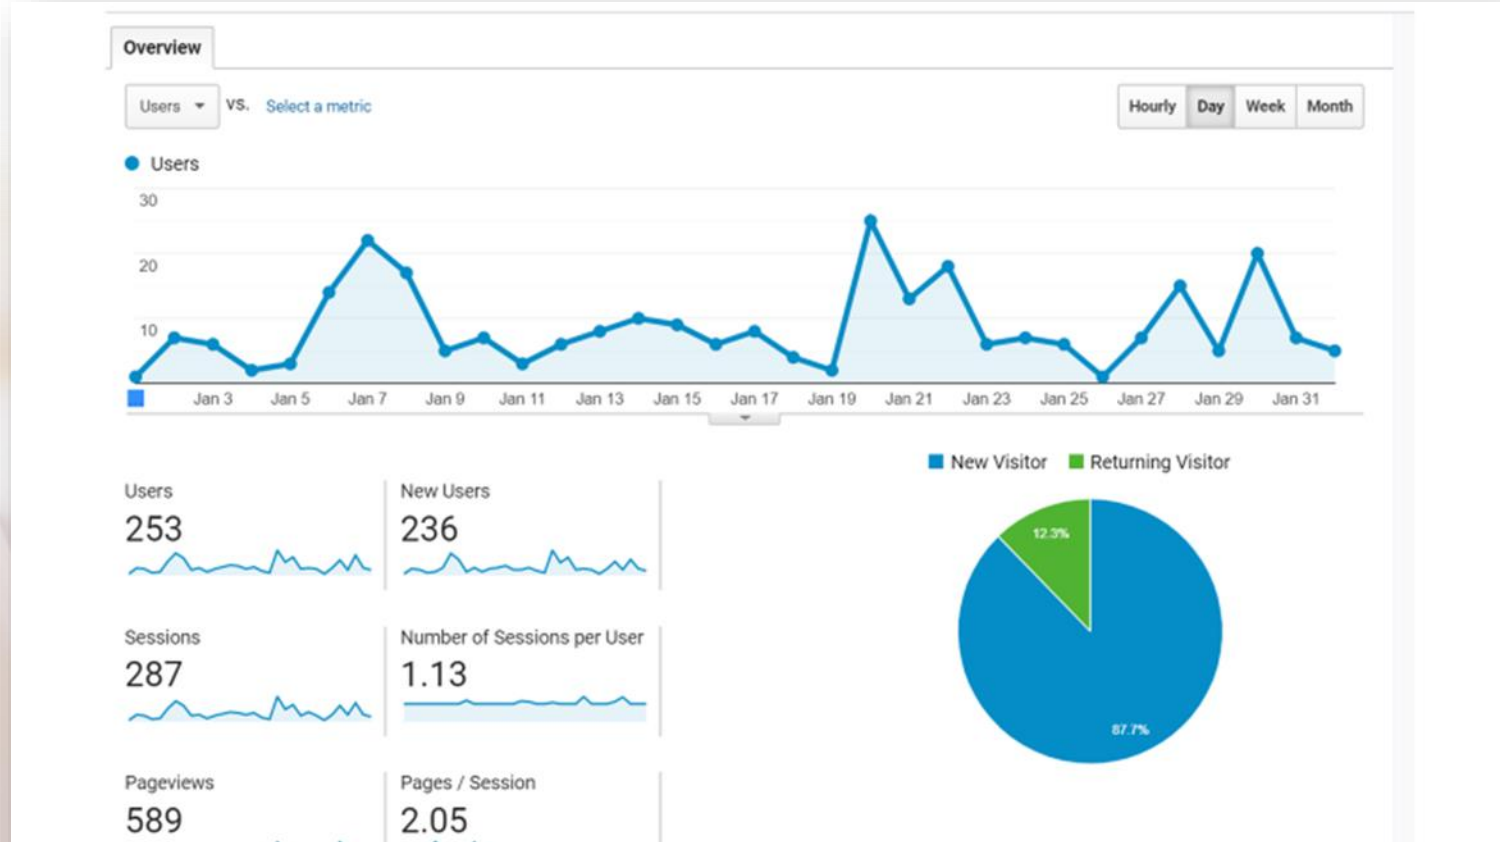 Overview
Users vs. Select a metric
Hourly Day Week Month
Users
30
20
10
Jan 3 Jan 5 Jan 7 Jan 9 Jan 11 Jan 13 Jan 15 Jan 17 Jan 19 Jan 21 Jan 23 Jan 25 Jan 27 Jan 29 Jan 31
New Visitor Returning Visitor
12.3%
87.7%
Users New Users
253 236
Sessions Number of Sessions per User
287 1.13
Pageviews Pages / Session
589 2.05